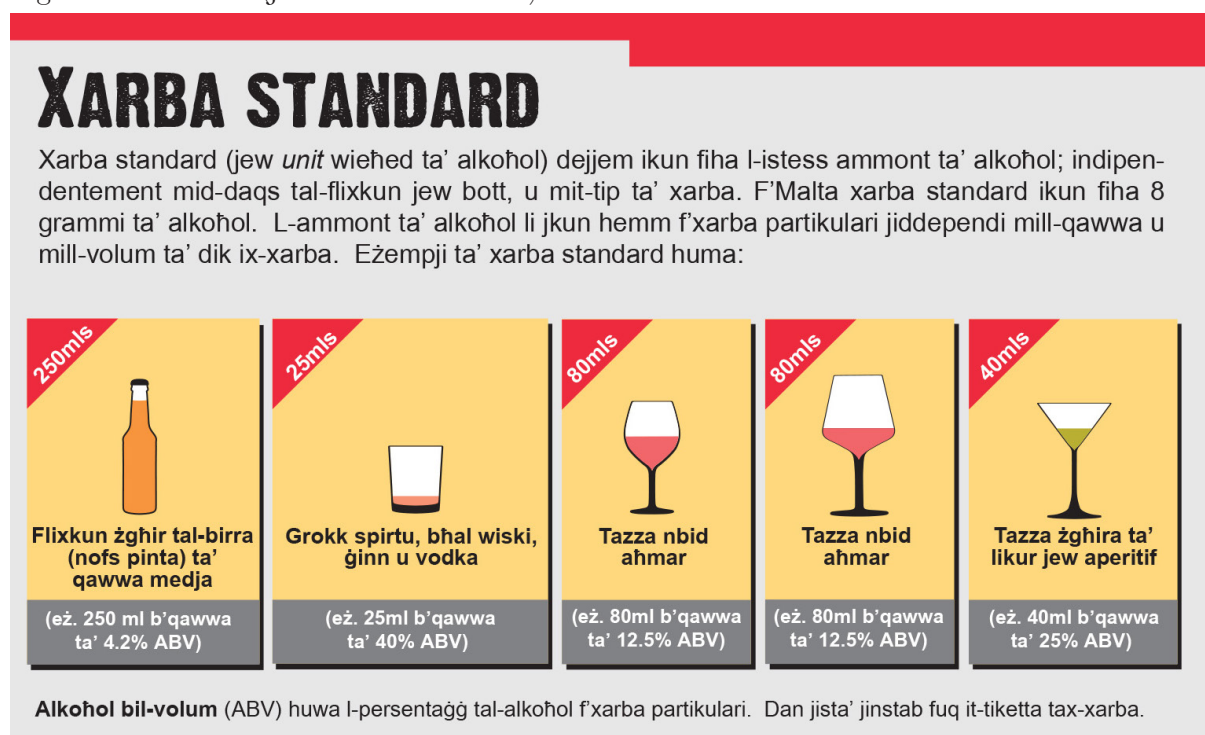 XARBA STANDARD
Xarba standard (jew unit wieħed ta’ alkoħol) dejjem ikun fiha l-istess ammont ta’ alkoħol; indipen-
dentement mid-daqs tal-flixkun jew bott, u mit-tip ta’ xarba. F’Malta xarba standard ikun fiha 8
grammi ta’ alkoħol. L-ammont ta’ alkoħol li jkun hemm f’xarba partikulari jiddependi mill-qawwa u
mill-volum ta’ dik ix-xarba. Eżempji ta’ xarba standard huma:
250mls
Flixkun żgħir tal-birra
(nofs pinta) ta’
qawwa medja
(eż. 250 ml b’qawwa
ta’ 4.2% ABV)
25mls
Grokk spirtu, bħal wiski,
ġinn u vodka
(eż. 25ml b’qawwa
ta’ 40% ABV)
80mls
Tazza nbid
aħmar
(eż. 80ml b’qawwa
ta’ 12.5% ABV)
80mls
Tazza nbid
aħmar
(eż. 80ml b’qawwa
ta’ 12.5% ABV)
40mls
Tazza żgħira ta’
likur jew aperitif
(eż. 40ml b’qawwa
ta’ 25% ABV)
Alkoħol bil-volum (ABV) huwa l-persentaġġ tal-alkoħol f’xarba partikulari. Dan jista’ jinstab fuq it-tiketta tax-xarba.